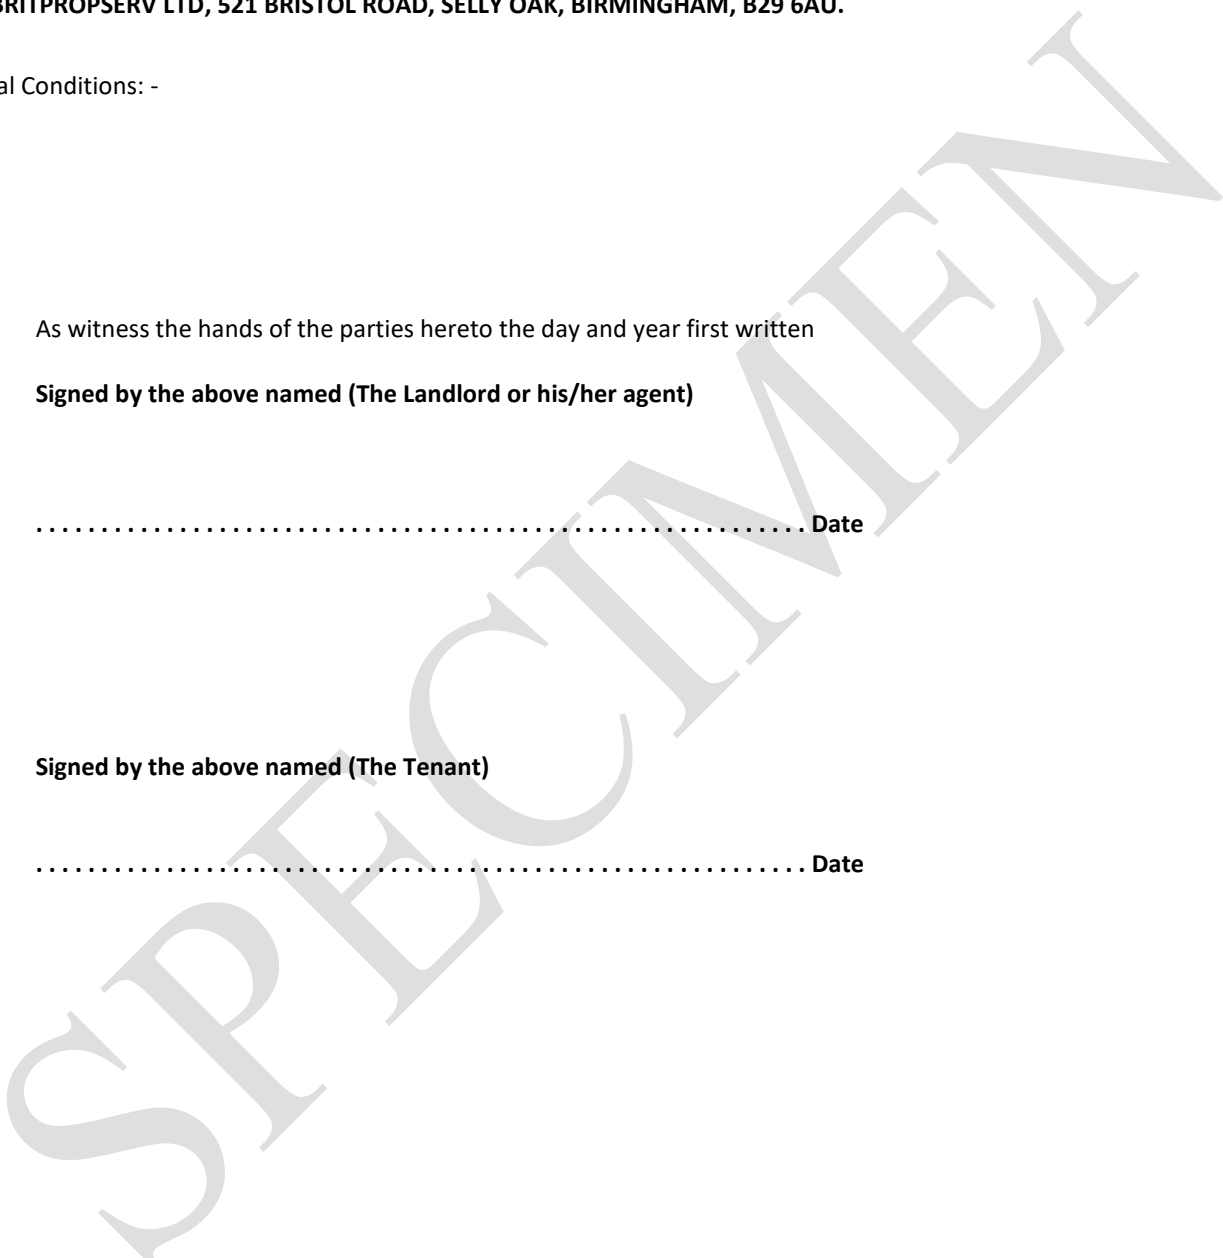 BRITPROPSERV LTD, 521 BRISTOL ROAD, SELLY OAK, BIRMINGHAM, B29 6AU.
al Conditions: -
As witness the hands of the parties hereto the day and year first written
Signed by the above named (The Landlord or his/her agent)
. . . . . . . . . . . . . . . . . . . . . . . . . . . . . . . . . . . . . . . . . . . . . . . . . . . . . . . . . . . Date
Signed by the above named (The Tenant)
. . . . . . . . . . . . . . . . . . . . . . . . . . . . . . . . . . . . . . . . . . . . . . . . . . . . . . . . . . . Date
SPECIMEN